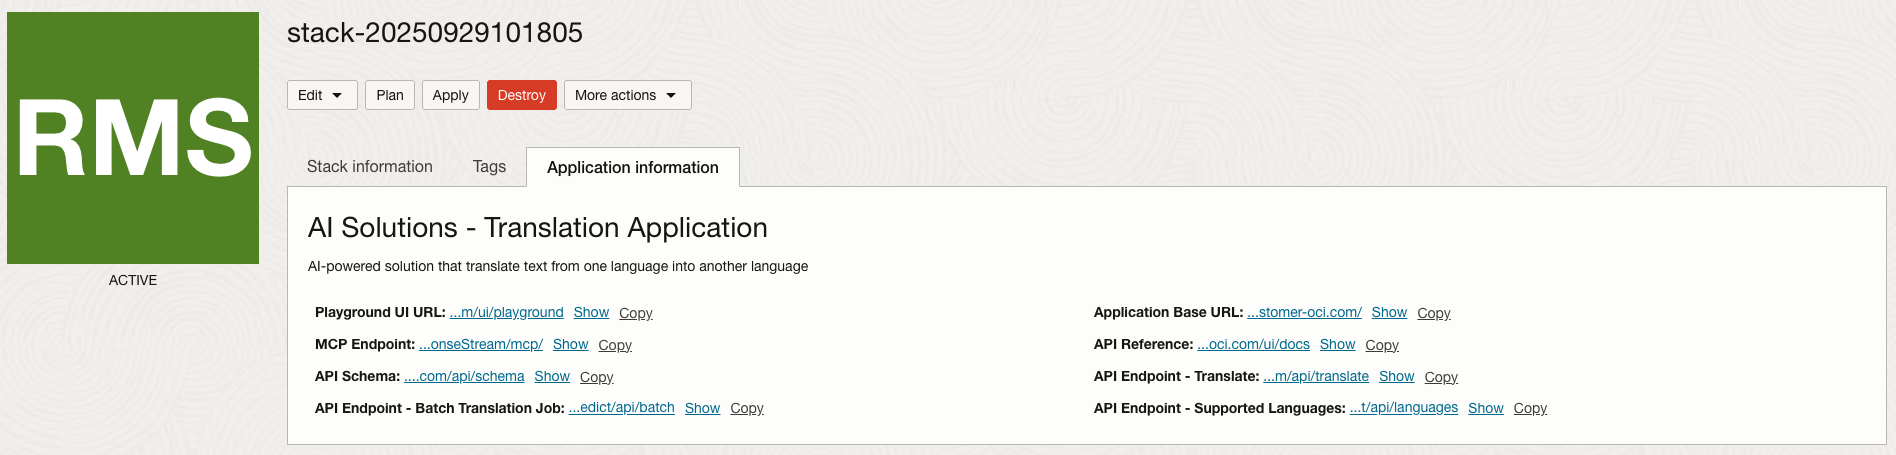 RMS
ACTIVE
stack-20250929101805
Edit Plan Apply Destroy More actions
Stack information Tags Application information
AI Solutions - Translation Application
AI-powered solution that translate text from one language into another language
Playground UI URL: ...m/ui/playground Show Copy
Application Base URL: ...stomer-oci.com/ Show Copy
MCP Endpoint: ...onseStream/mcp/ Show Copy
API Reference: ...oci.com/ui/docs Show Copy
API Schema: ....com/api/schema Show Copy
API Endpoint - Translate: ...m/api/translate Show Copy
API Endpoint - Batch Translation Job: ...edict/api/batch Show Copy
API Endpoint - Supported Languages: ...t/api/languages Show Copy